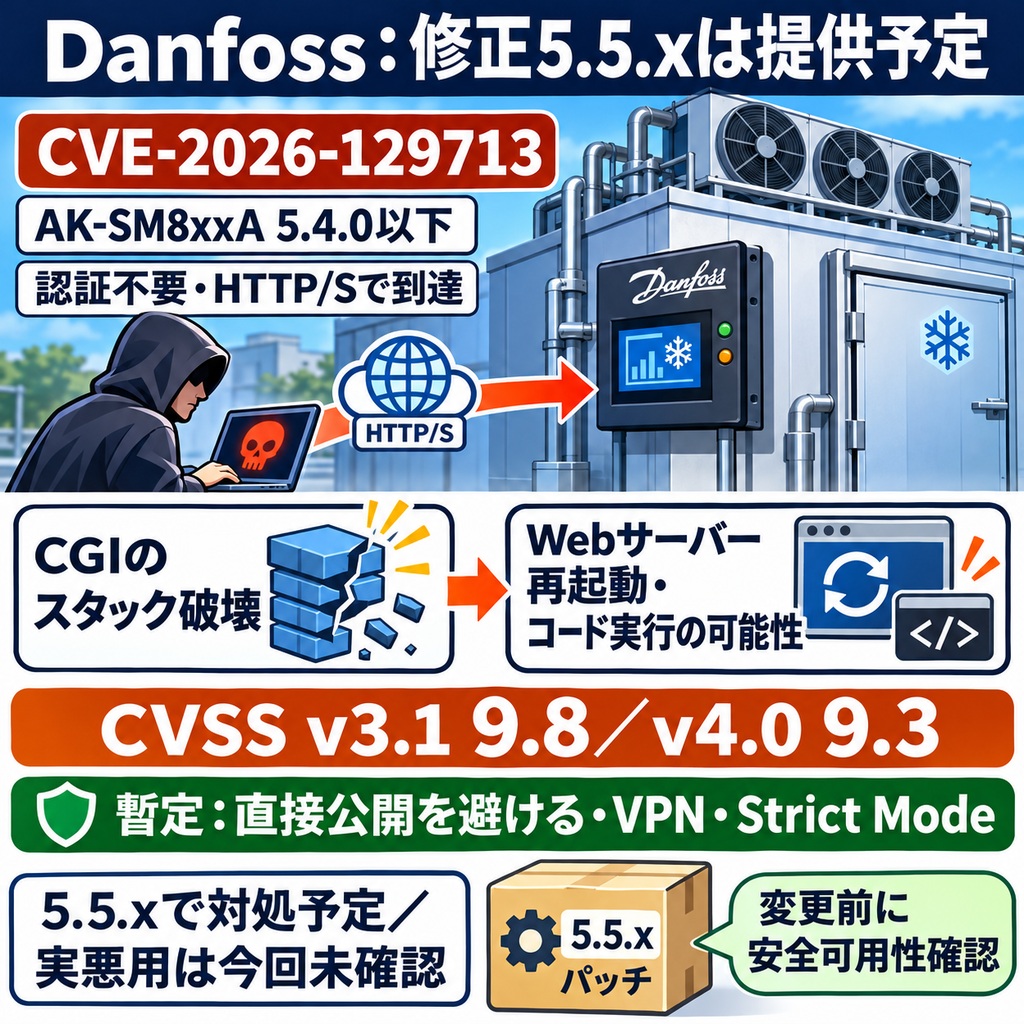 Danfoss：修正5.5.xは提供予定
CVE-2026-129713
AK-SM8xxA 5.4.0以下
認証不要・HTTP/Sで到達
Danfoss
HTTP/S
CGIの
スタック破壊
Webサーバー
再起動・
コード実行の可能性
</>
CVSS v3.1 9.8／v4.0 9.3
暫定：直接公開を避ける・VPN・Strict Mode
5.5.xで対処予定／
実悪用は今回未確認
5.5.x
パッチ
変更前に
安全可用性確認